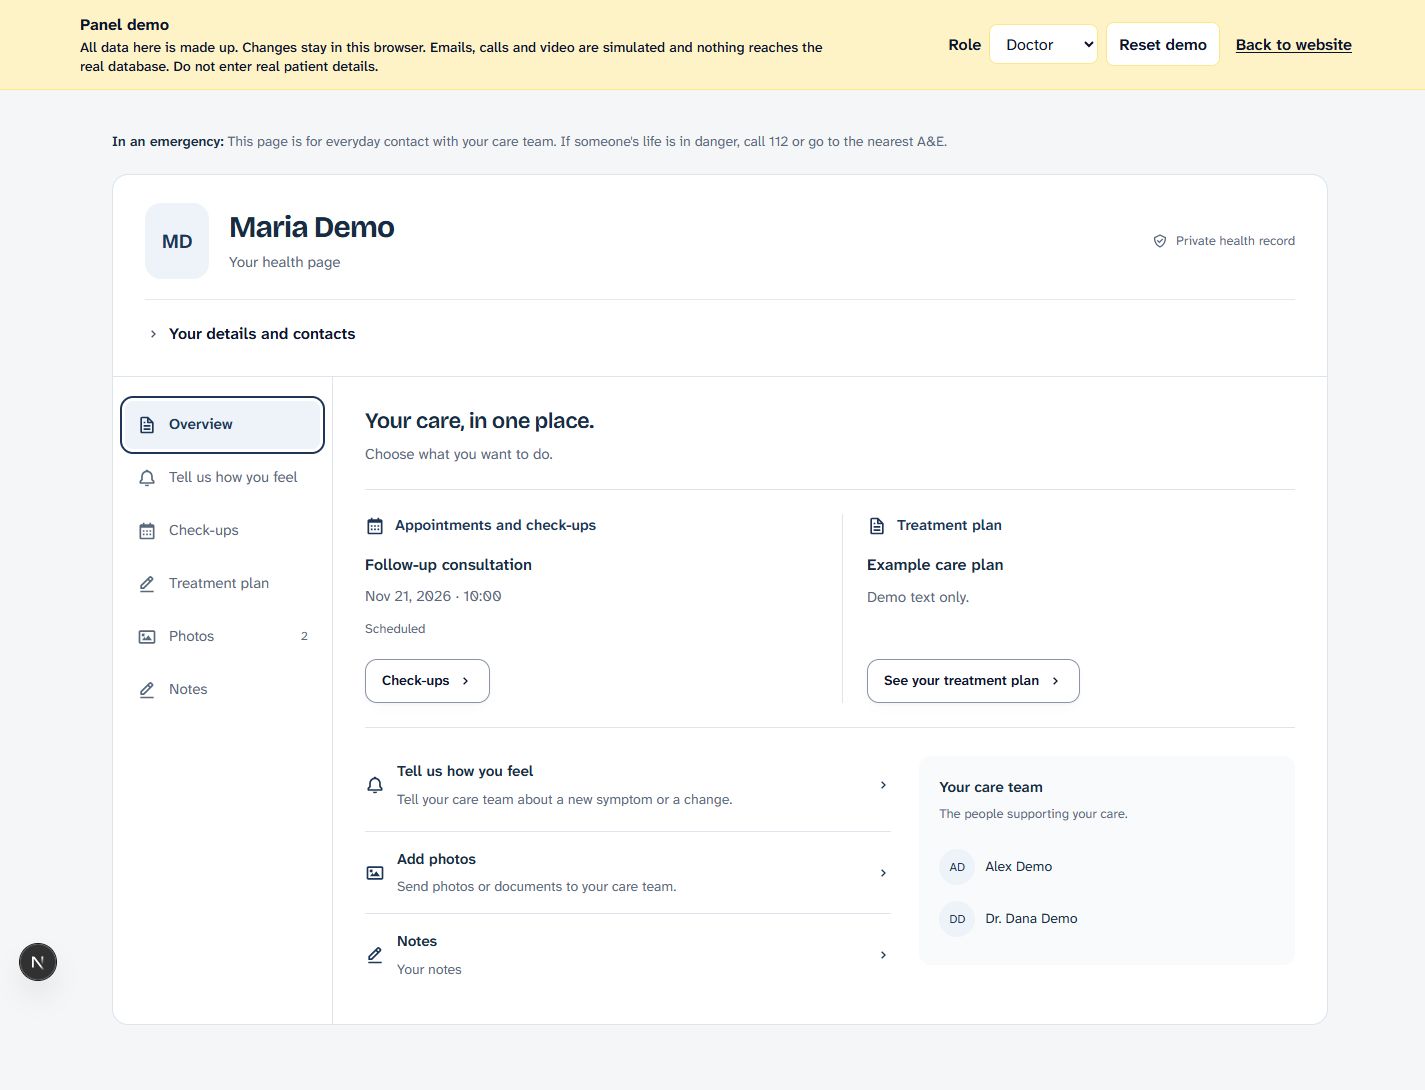 Panel demo
All data here is made up. Changes stay in this browser. Emails, calls and video are simulated and nothing reaches the
real database. Do not enter real patient details.
Role
Doctor
Reset demo
Back to website
In an emergency: This page is for everyday contact with your care team. If someone's life is in danger, call 112 or go to the nearest A&E.
MD
Maria Demo
Your health page
Private health record
Your details and contacts
Overview
Tell us how you feel
Check-ups
Treatment plan
Photos 2
Notes
Your care, in one place.
Choose what you want to do.
Appointments and check-ups
Follow-up consultation
Nov 21, 2026 · 10:00
Scheduled
Check-ups
Treatment plan
Example care plan
Demo text only.
See your treatment plan
Tell us how you feel
Tell your care team about a new symptom or a change.
Add photos
Send photos or documents to your care team.
Notes
Your notes
Your care team
The people supporting your care.
AD Alex Demo
DD Dr. Dana Demo
N